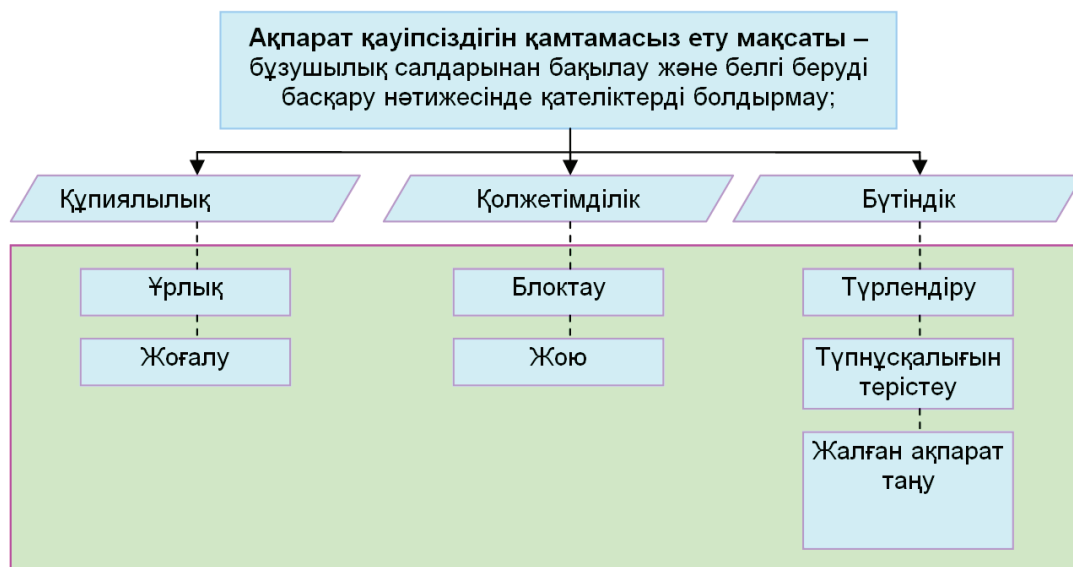 Ақпарат қауіпсіздігін қамтамасыз ету мақсаты –
бұзушылық салдарынан бақылау және белгі беруді
басқару нәтижесінде қателіктерді болдырмау;
Құпиялылық
Қолжетімділік
Бүтіндік
Ұрлық
Блоктау
Түрлендіру
Жоғалу
Жою
Түпнұсқалығын
терістеу
Жалған ақпарат
таңу